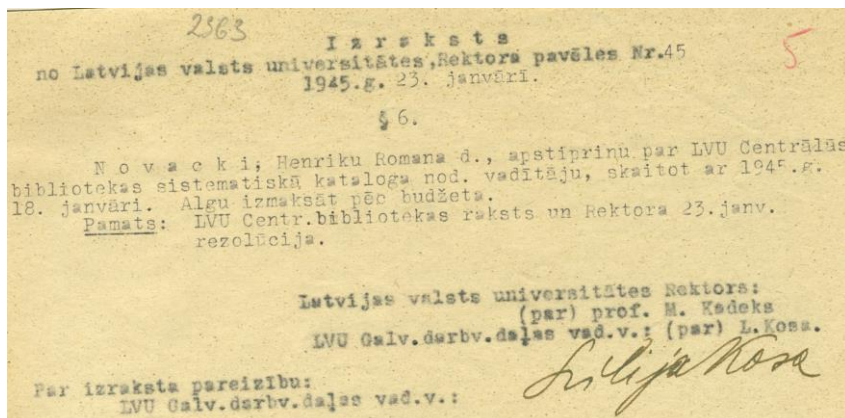 2363
Izraksts
5
no Latvijas valsts universitātes,Rektora pavēles Nr.45
1945.g. 23. janvārī.
§ 6.
Novacki, Henriku Romana d., apstiprinu par LVU Centrālās
bibliotekas sistematiskā kataloga nod. vadītāju, skaitot ar 1945.g.
18. janvāri. Algu izmaksāt pēc budžeta.
Pamats: LVU Centr.bibliotekas raksts un Rektora 23.janv.
rezolūcija.
Latvijas valsts universitātes Rektors:
(par) prof. M. Kadeks
LVU Galv.darbv.daļas vad.v.: (par) L.Kosa.
Lilija Kosa
Par izraksta pareizību:
LVU Galv.darbv.daļas vad.v.: